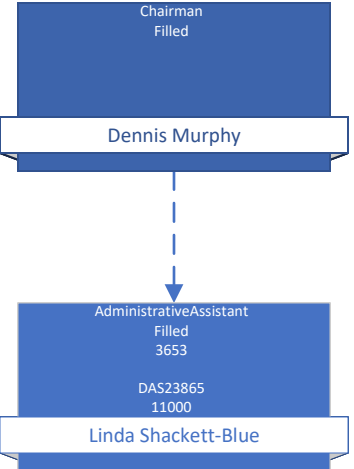 Chairman
Filled
Dennis Murphy
AdministrativeAssistant
Filled
3653
DAS23865
11000
Linda Shackett-Blue